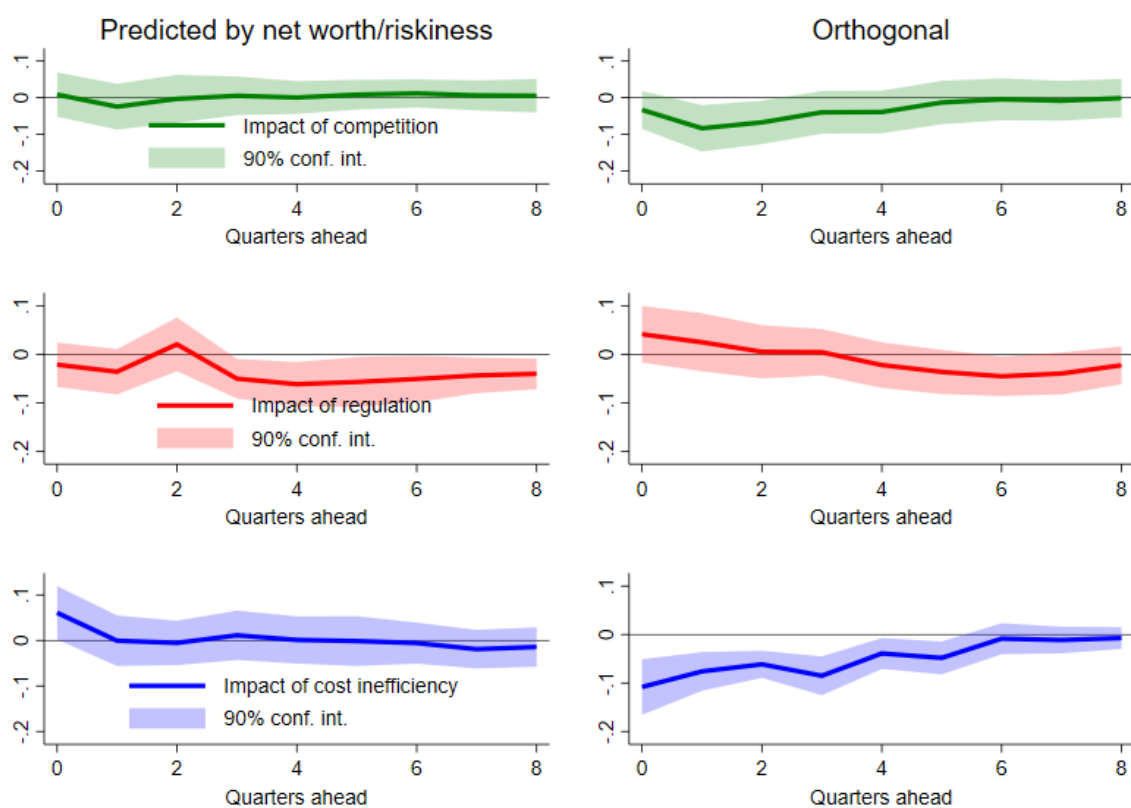 Predicted by net worth/riskiness
Orthogonal
.1
0
-.1
-.2
Impact of competition
90% conf. int.
0 2 4 6 8
Quarters ahead
.1
0
-.1
-.2
0 2 4 6 8
Quarters ahead
.1
0
-.1
-.2
Impact of regulation
90% conf. int.
0 2 4 6 8
Quarters ahead
.1
0
-.1
-.2
0 2 4 6 8
Quarters ahead
.1
0
-.1
-.2
Impact of cost inefficiency
90% conf. int.
0 2 4 6 8
Quarters ahead
.1
0
-.1
-.2
0 2 4 6 8
Quarters ahead